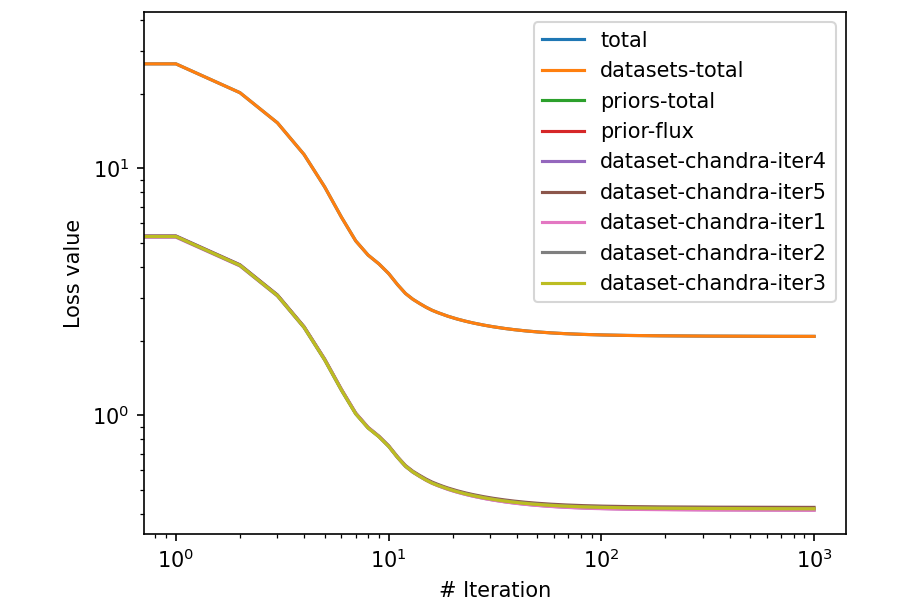 total
datasets-total
priors-total
prior-flux
dataset-chandra-iter4
dataset-chandra-iter5
dataset-chandra-iter1
dataset-chandra-iter2
dataset-chandra-iter3
Loss value
10¹
10⁰
10⁰ 10¹ 10² 10³
# Iteration